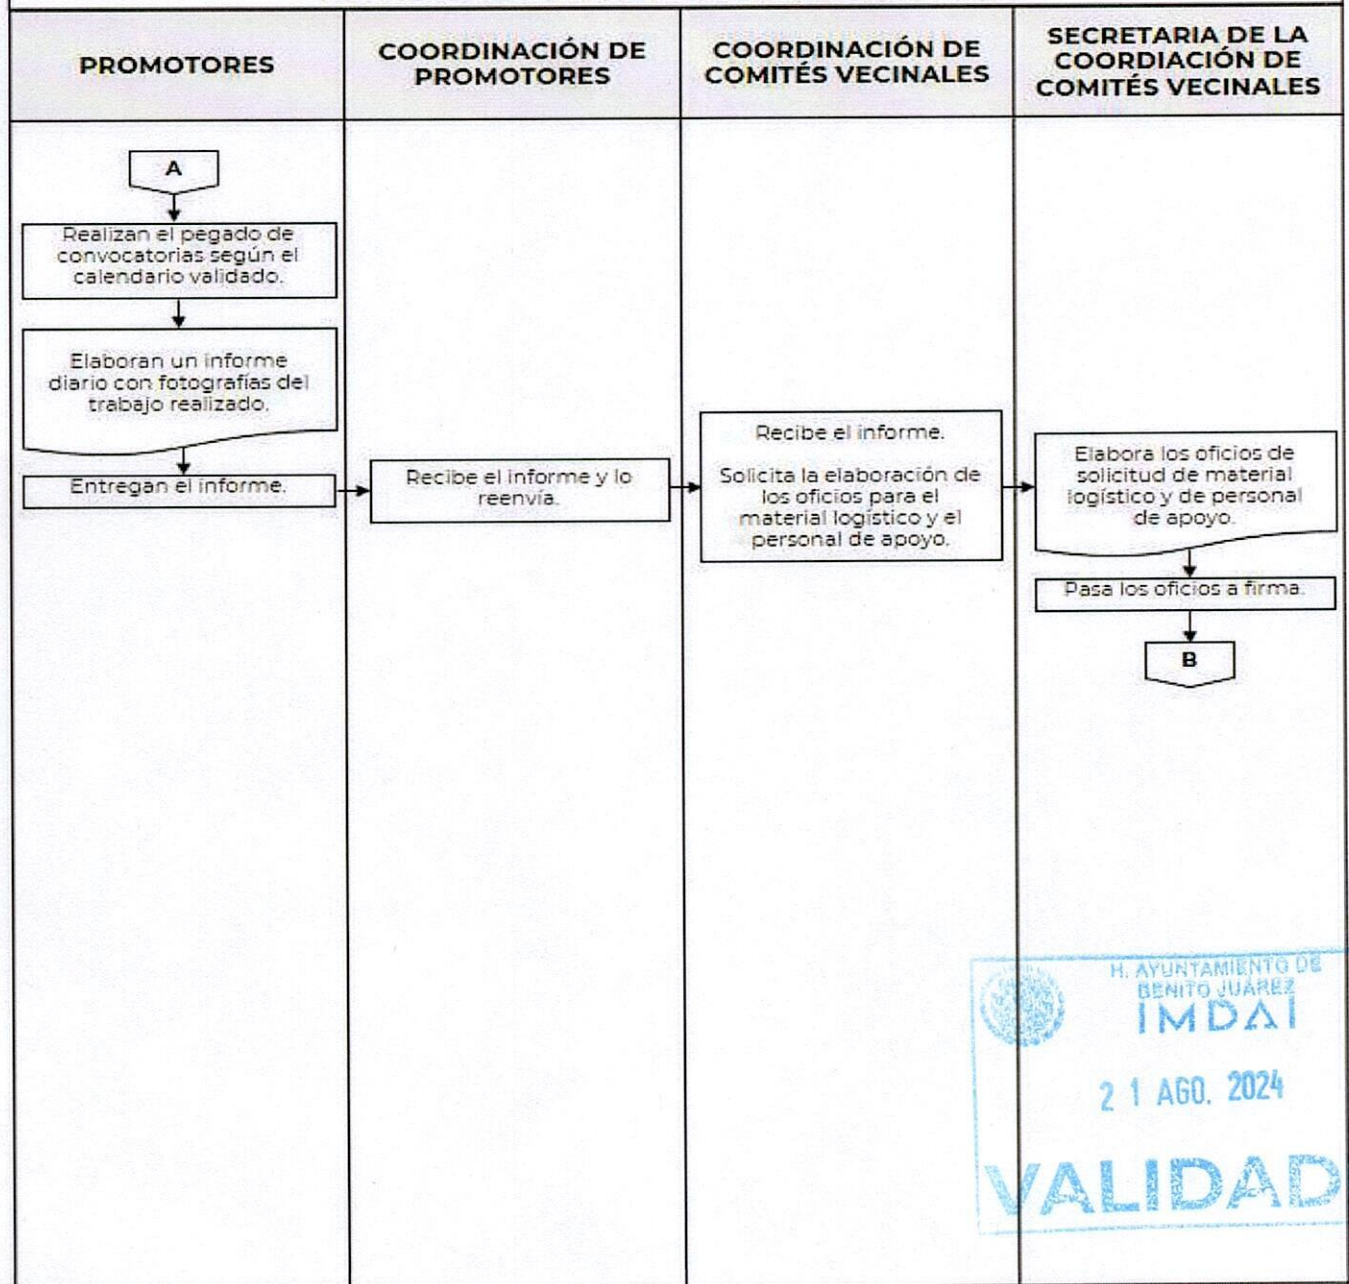 PROMOTORES
COORDINACIÓN DE
PROMOTORES
COORDINACIÓN DE
COMITÉS VECINALES
SECRETARIA DE LA
COORDIACIÓN DE
COMITÉS VECINALES
A
Realizan el pegado de
convocatorias según el
calendario validado.
Elaboran un informe
diario con fotografías del
trabajo realizado.
Entregan el informe.
Recibe el informe y lo
reenvía.
Recibe el informe.
Solicita la elaboración de
los oficios para el
material logístico y el
personal de apoyo.
Elabora los oficios de
solicitud de material
logístico y de personal
de apoyo.
Pasa los oficios a firma.
B
H. AYUNTAMIENTO DE
BENITO JUÁREZ
IMDAI
21 AGO. 2024
VALIDAD